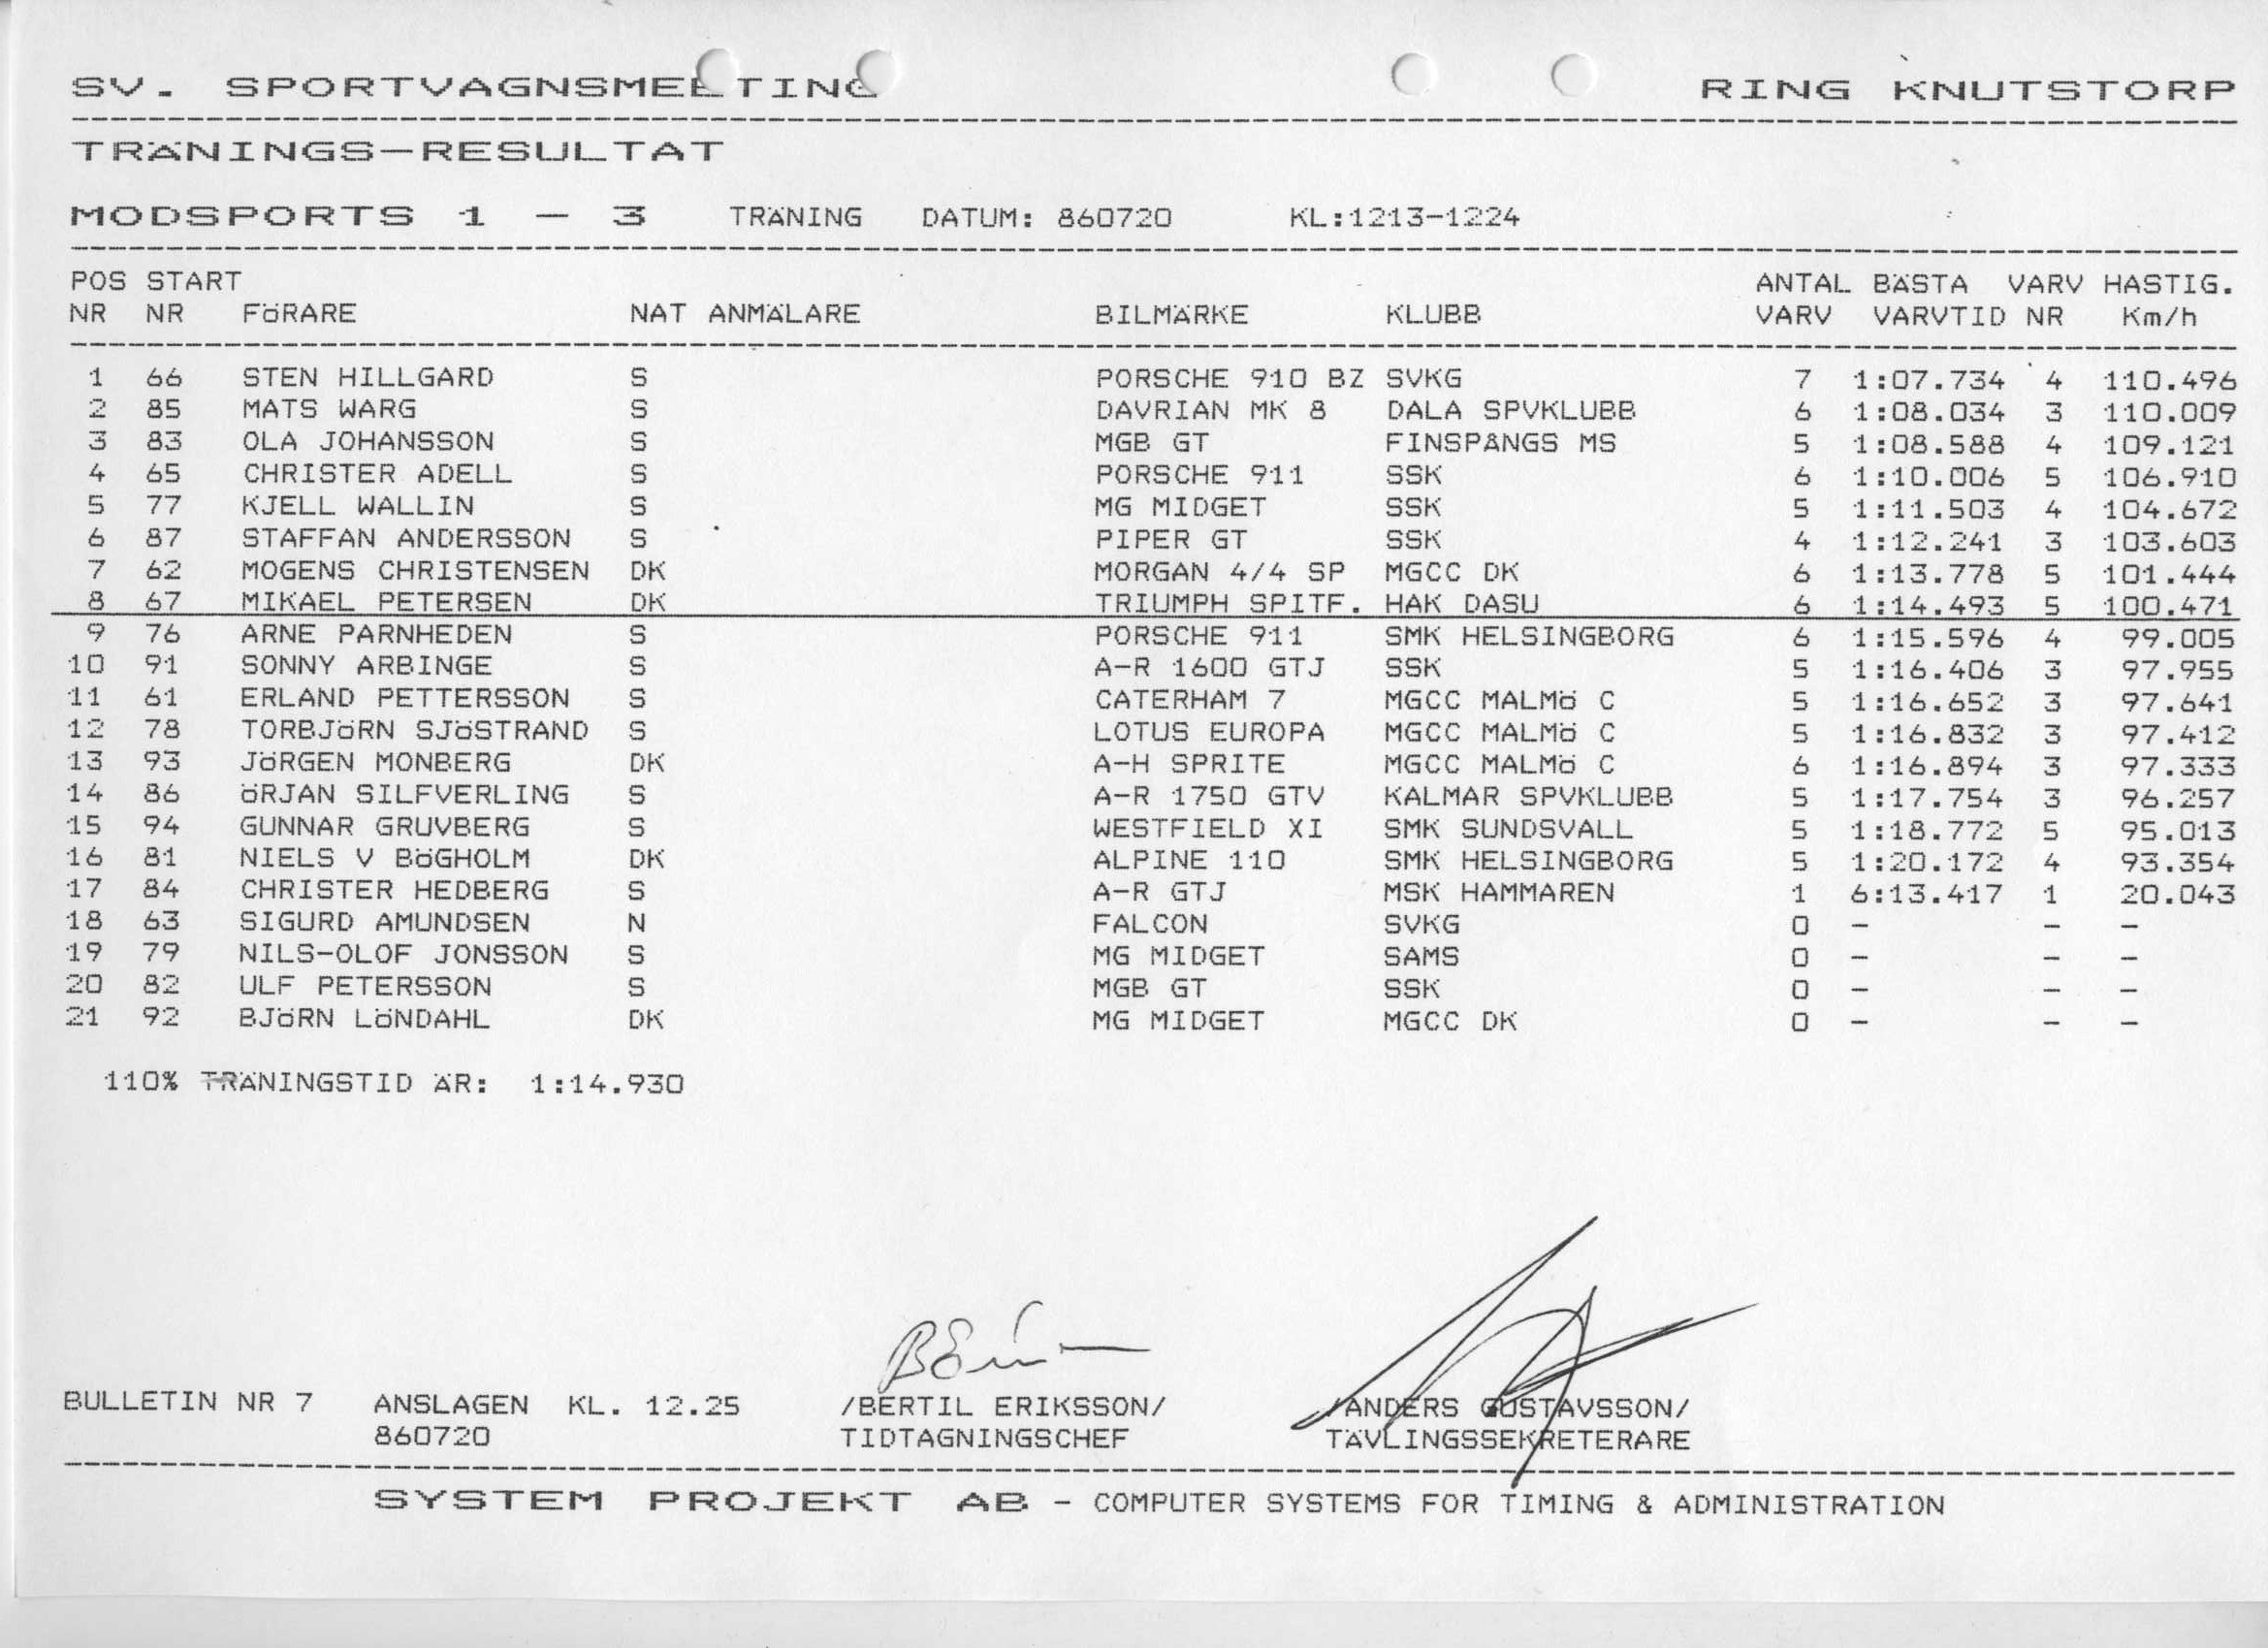 SV. SPORTVAGNSMEETING RING KNUTSTORP
TRÄNINGS-RESULTAT
MODSPORTS 1 - 3 TRÄNING DATUM: 860720 KL:1213-1224
POS START ANTAL BÄSTA VARV HASTIG.
NR NR FÖRARE NAT ANMÄLARE BILMÄRKE KLUBB VARV VARVTID NR Km/h
1 66 STEN HILLGARD S PORSCHE 910 BZ SVKG 7 1:07.734 4 110.496
2 85 MATS WARG S DAVRIAN MK 8 DALA SPVKLUBB 6 1:08.034 3 110.009
3 83 OLA JOHANSSON S MGB GT FINSPÅNGS MS 5 1:08.588 4 109.121
4 65 CHRISTER ADELL S PORSCHE 911 SSK 6 1:10.006 5 106.910
5 77 KJELL WALLIN S MG MIDGET SSK 5 1:11.503 4 104.672
6 87 STAFFAN ANDERSSON S PIPER GT SSK 4 1:12.241 3 103.603
7 62 MOGENS CHRISTENSEN DK MORGAN 4/4 SP MGCC DK 6 1:13.778 5 101.444
8 67 MIKAEL PETERSEN DK TRIUMPH SPITF. HAK DASU 6 1:14.493 5 100.471
9 76 ARNE PARNHEDEN S PORSCHE 911 SMK HELSINGBORG 6 1:15.596 4 99.005
10 91 SONNY ARBINGE S A-R 1600 GTJ SSK 5 1:16.406 3 97.955
11 61 ERLAND PETTERSSON S CATERHAM 7 MGCC MALMÖ C 5 1:16.652 3 97.641
12 78 TORBJÖRN SJÖSTRAND S LOTUS EUROPA MGCC MALMÖ C 5 1:16.832 3 97.412
13 93 JÖRGEN MONBERG DK A-H SPRITE MGCC MALMÖ C 6 1:16.894 3 97.333
14 86 ÖRJAN SILFVERLING S A-R 1750 GTV KALMAR SPVKLUBB 5 1:17.754 3 96.257
15 94 GUNNAR GRUVBERG S WESTFIELD XI SMK SUNDSVALL 5 1:18.772 5 95.013
16 81 NIELS V BÖGHOLM DK ALPINE 110 SMK HELSINGBORG 5 1:20.172 4 93.354
17 84 CHRISTER HEDBERG S A-R GTJ MSK HAMMAREN 1 6:13.417 1 20.043
18 63 SIGURD AMUNDSEN N FALCON SVKG 0 - - -
19 79 NILS-OLOF JONSSON S MG MIDGET SAMS 0 - - -
20 82 ULF PETERSSON S MGB GT SSK 0 - - -
21 92 BJÖRN LÖNDAHL DK MG MIDGET MGCC DK 0 - - -
110% TRÄNINGSTID ÄR: 1:14.930
BULLETIN NR 7 ANSLAGEN KL. 12.25 /BERTIL ERIKSSON/ /ANDERS GUSTAVSSON/
860720 TIDTAGNINGSCHEF TÄVLINGSSEKRETERARE
SYSTEM PROJEKT AB - COMPUTER SYSTEMS FOR TIMING & ADMINISTRATION